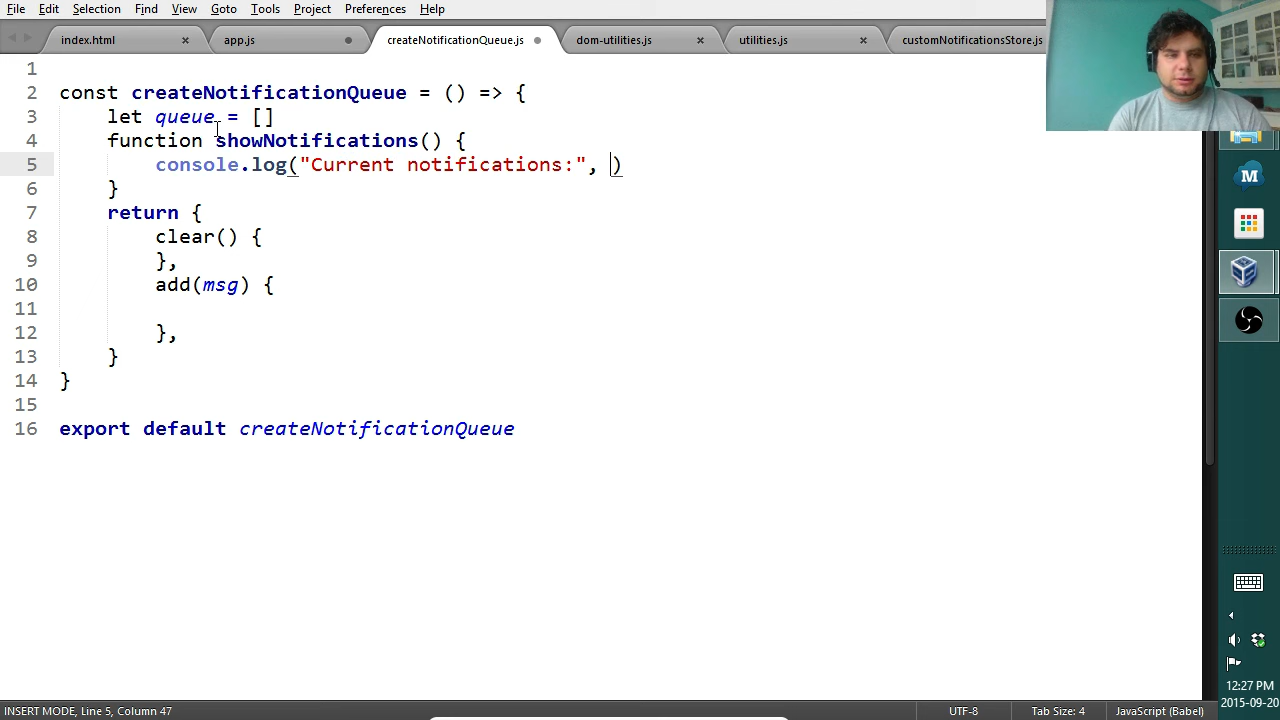 File Edit Selection Find View Goto Tools Project Preferences Help
index.html × app.js createNotificationQueue.js dom-utilities.js × utilities.js × customNotificationsStore.js
1
2 const createNotificationQueue = () => {
3 let queue = []
4 function showNotifications() {
5 console.log("Current notifications:", )
6 }
7 return {
8 clear() {
9 },
10 add(msg) {
11
12 },
13 }
14 }
15
16 export default createNotificationQueue
M
12:27 PM
2015-09-20
INSERT MODE, Line 5, Column 47 UTF-8 Tab Size: 4 JavaScript (Babel)